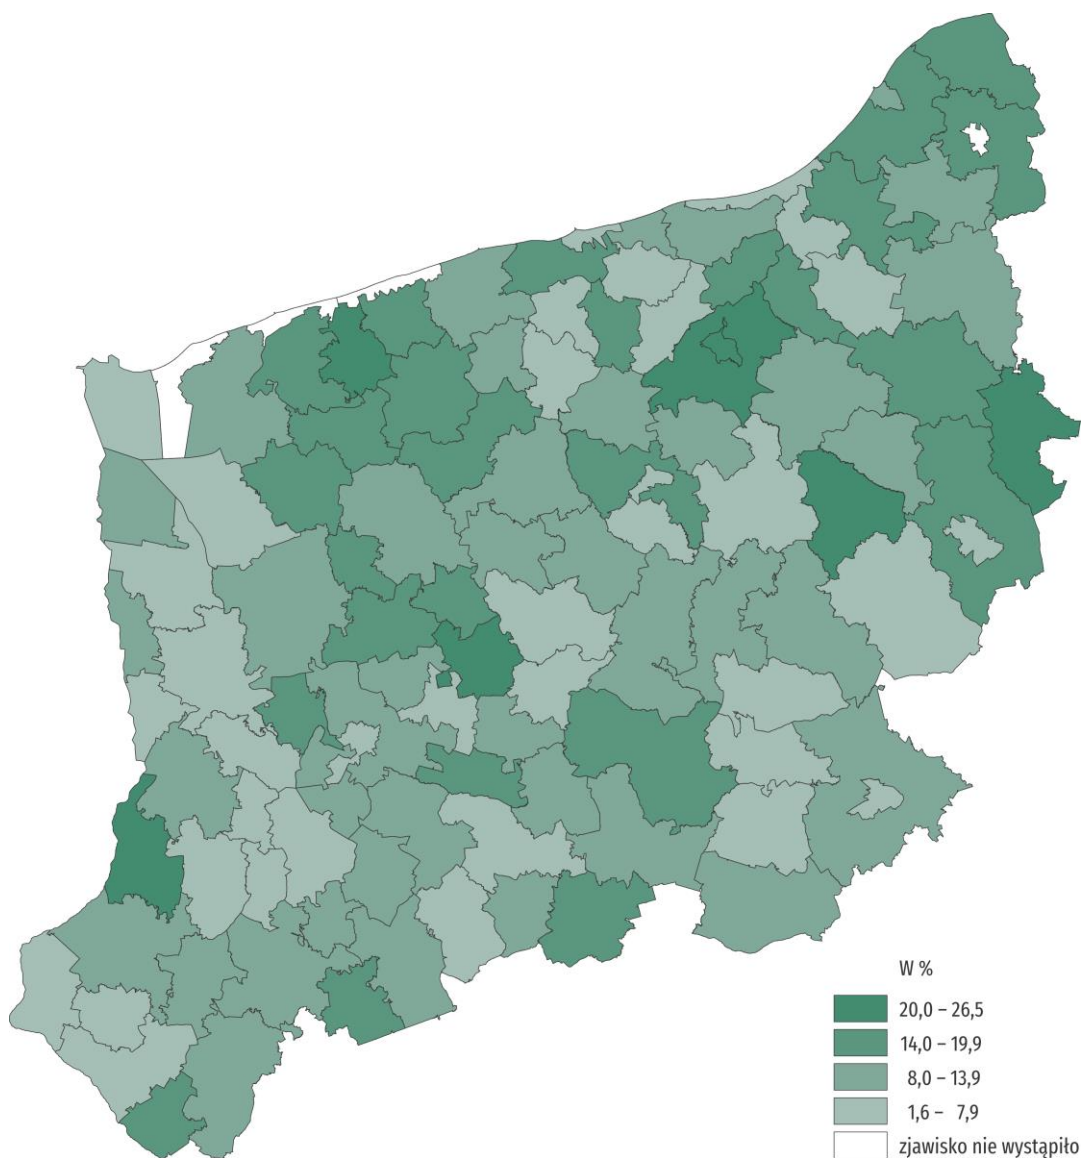 W %
20,0 – 26,5
14,0 – 19,9
8,0 – 13,9
1,6 – 7,9
zjawisko nie wystąpiło